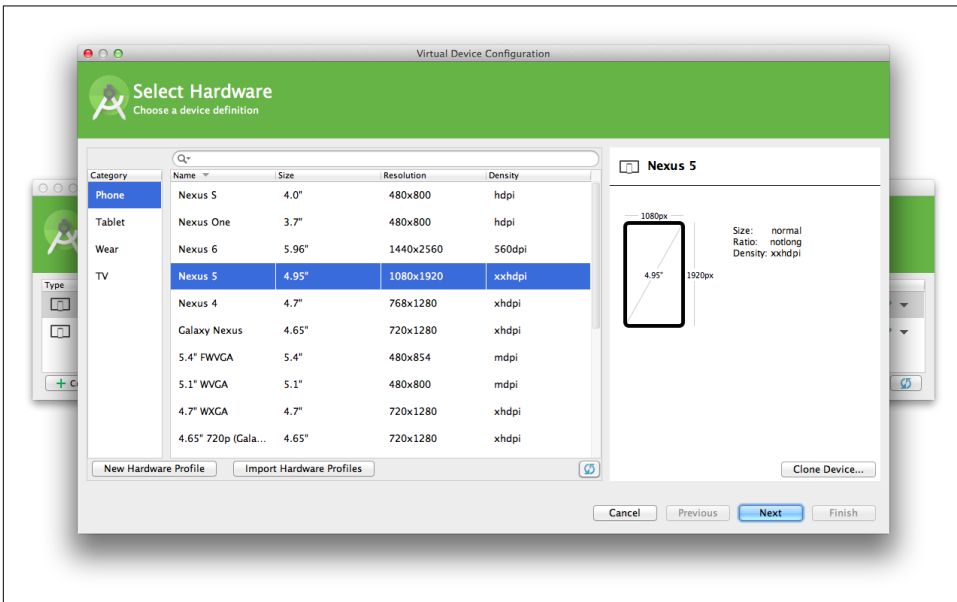 Virtual Device Configuration
Select Hardware
Choose a device definition
Category
Name Size Resolution Density
Phone
Tablet
Wear
TV
Nexus S 4.0" 480x800 hdpi
Nexus One 3.7" 480x800 hdpi
Nexus 6 5.96" 1440x2560 560dpi
Nexus 5 4.95" 1080x1920 xxhdpi
Nexus 4 4.7" 768x1280 xhdpi
Galaxy Nexus 4.65" 720x1280 xhdpi
5.4" FWVGA 5.4" 480x854 mdpi
5.1" WVGA 5.1" 480x800 mdpi
4.7" WXGA 4.7" 720x1280 xhdpi
4.65" 720p (Gala... 4.65" 720x1280 xhdpi
New Hardware Profile Import Hardware Profiles
Nexus 5
1080px
4.95" 1920px
Size: normal
Ratio: notlong
Density: xxhdpi
Clone Device...
Cancel Previous Next Finish
Type